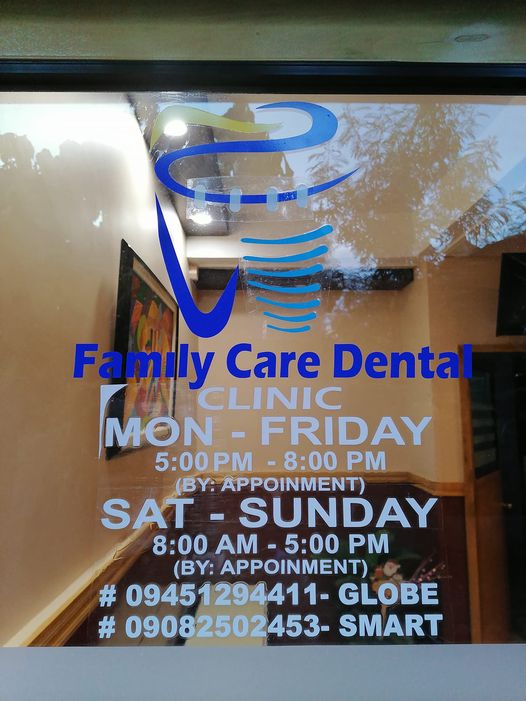 Family Care Dental
CLINIC
MON - FRIDAY
5:00 PM - 8:00 PM
(BY: APPOINMENT)
SAT - SUNDAY
8:00 AM - 5:00 PM
(BY: APPOINMENT)
# 09451294411- GLOBE
# 09082502453- SMART